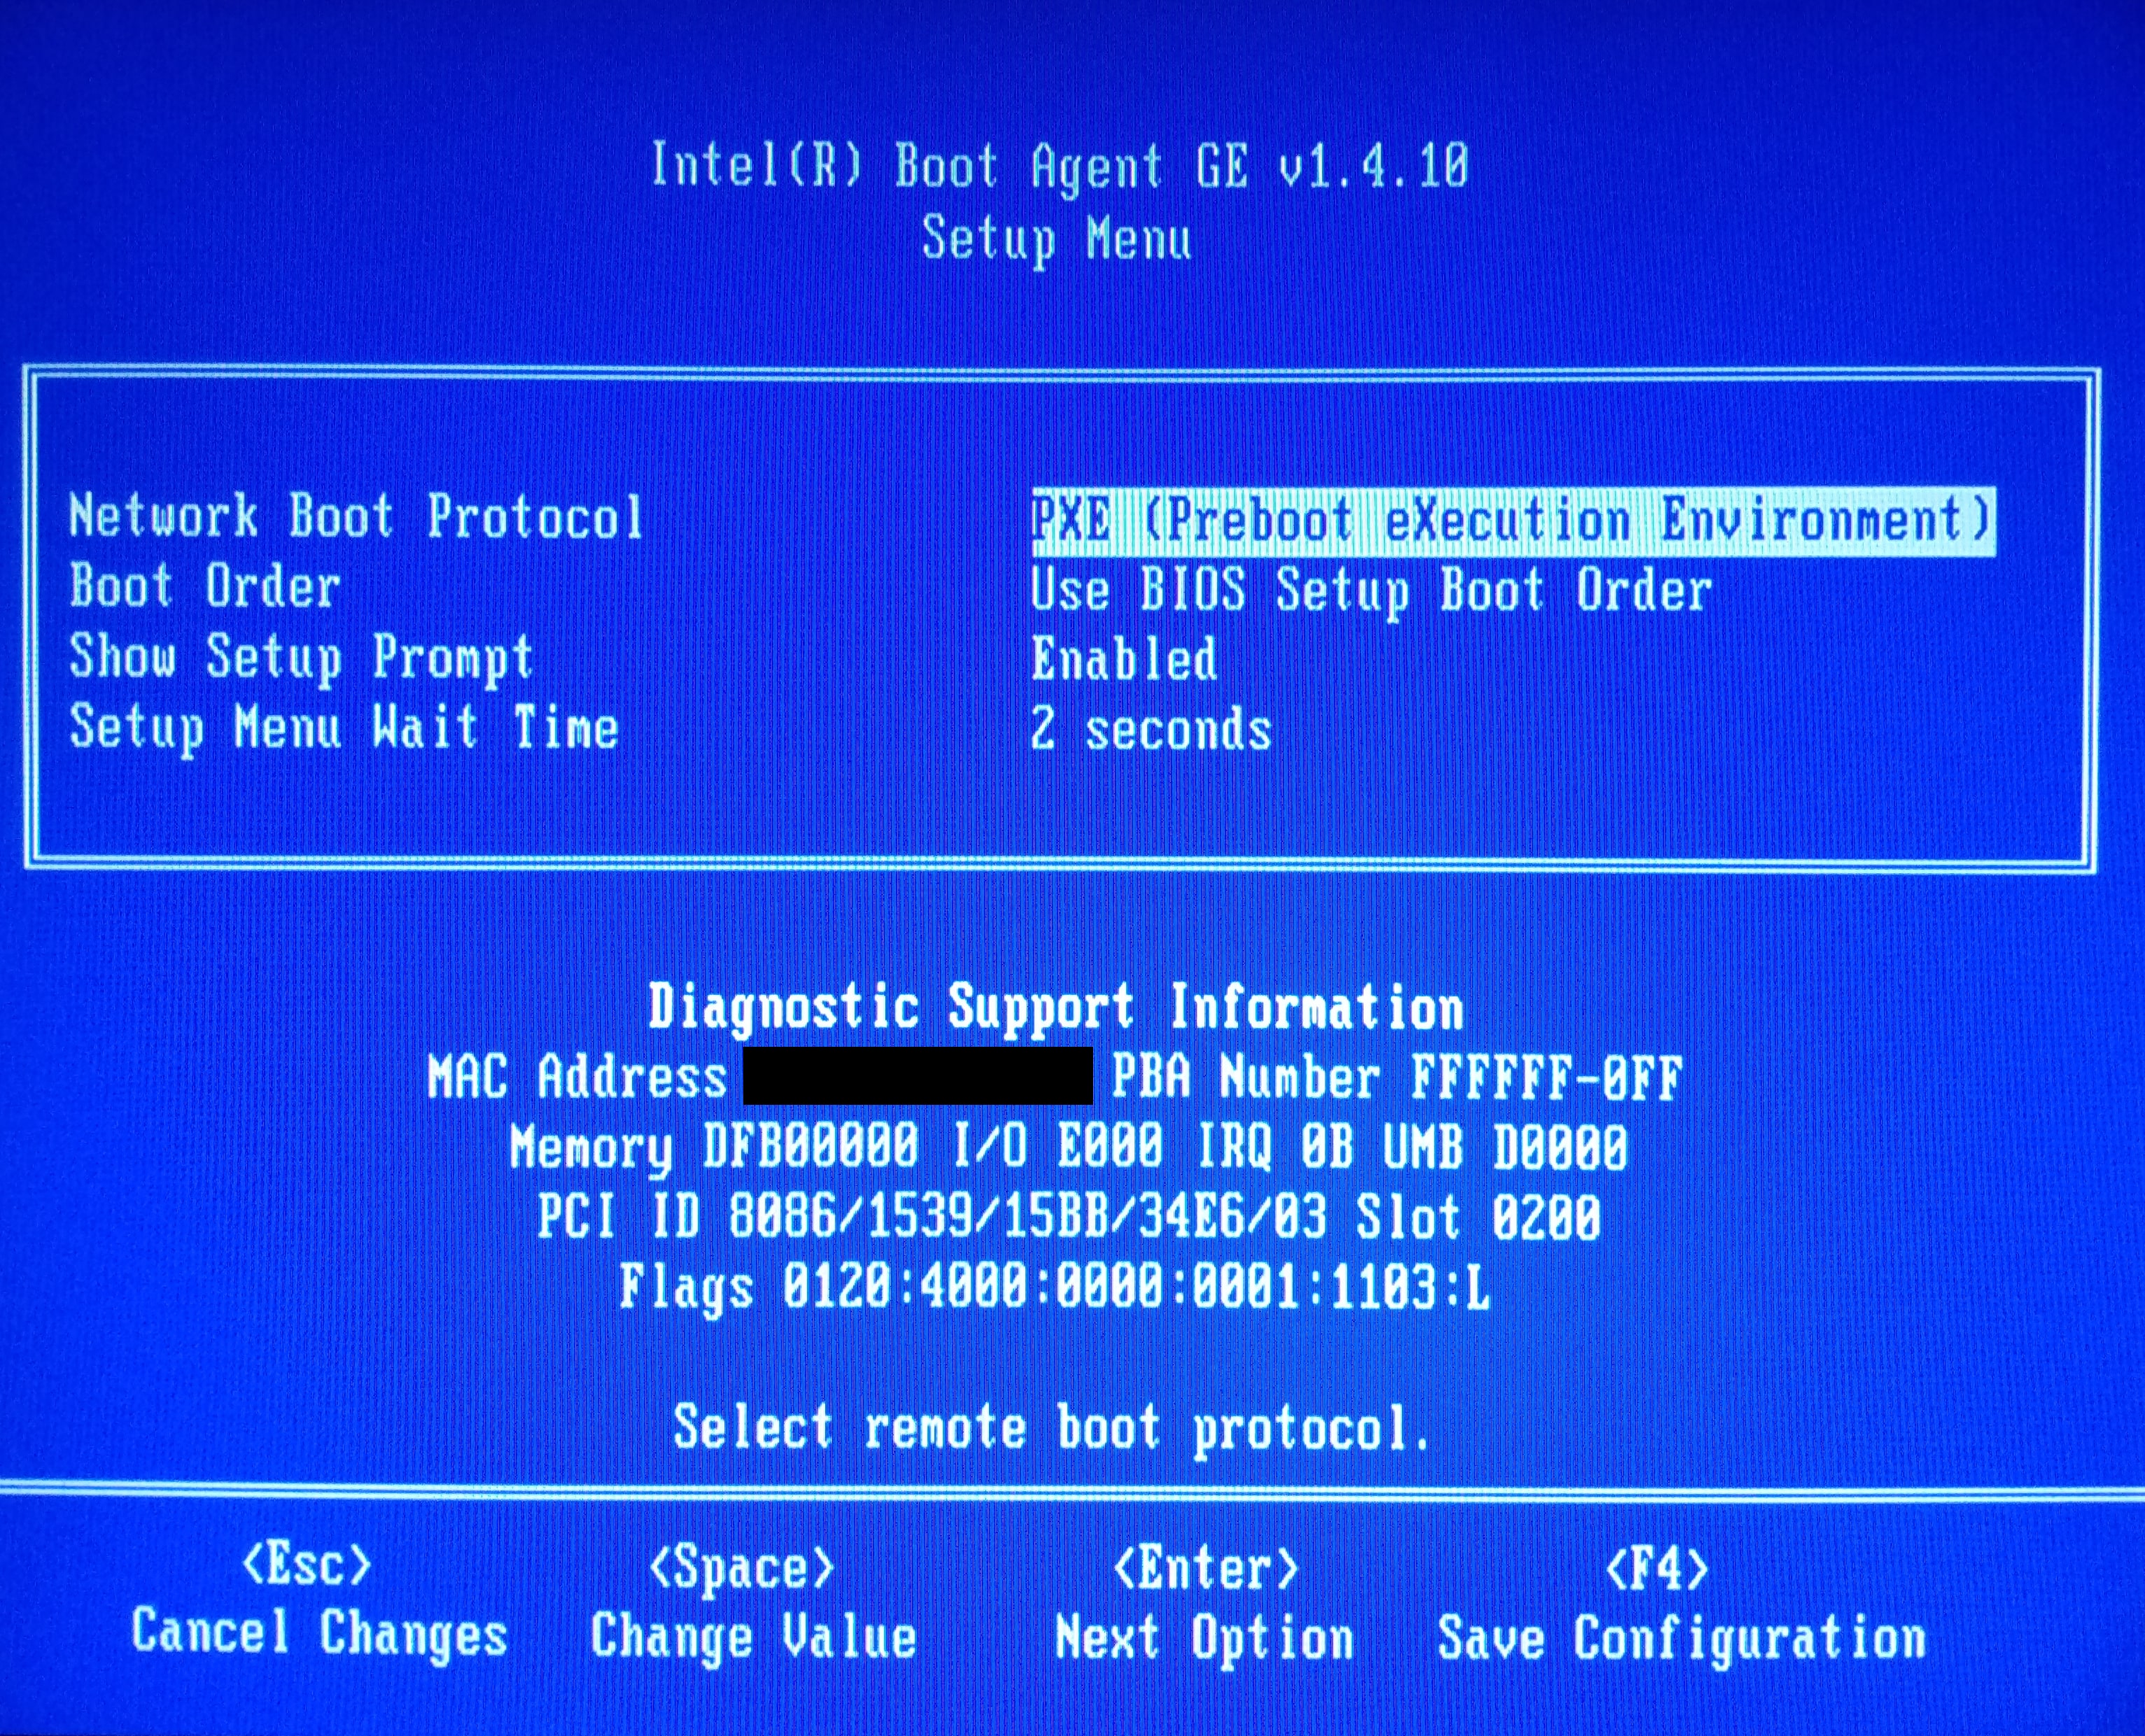 Intel(R) Boot Agent GE v1.4.10
Setup Menu
Network Boot Protocol PXE (Preboot eXecution Environment)
Boot Order Use BIOS Setup Boot Order
Show Setup Prompt Enabled
Setup Menu Wait Time 2 seconds
Diagnostic Support Information
MAC Address PBA Number FFFFFF-0FF
Memory DFB00000 I/O E000 IRQ 0B UMB D0000
PCI ID 8086/1539/15BB/34E6/03 Slot 0200
Flags 0120:4000:0000:0001:1103:L
Select remote boot protocol.
<Esc> <Space> <Enter> <F4>
Cancel Changes Change Value Next Option Save Configuration